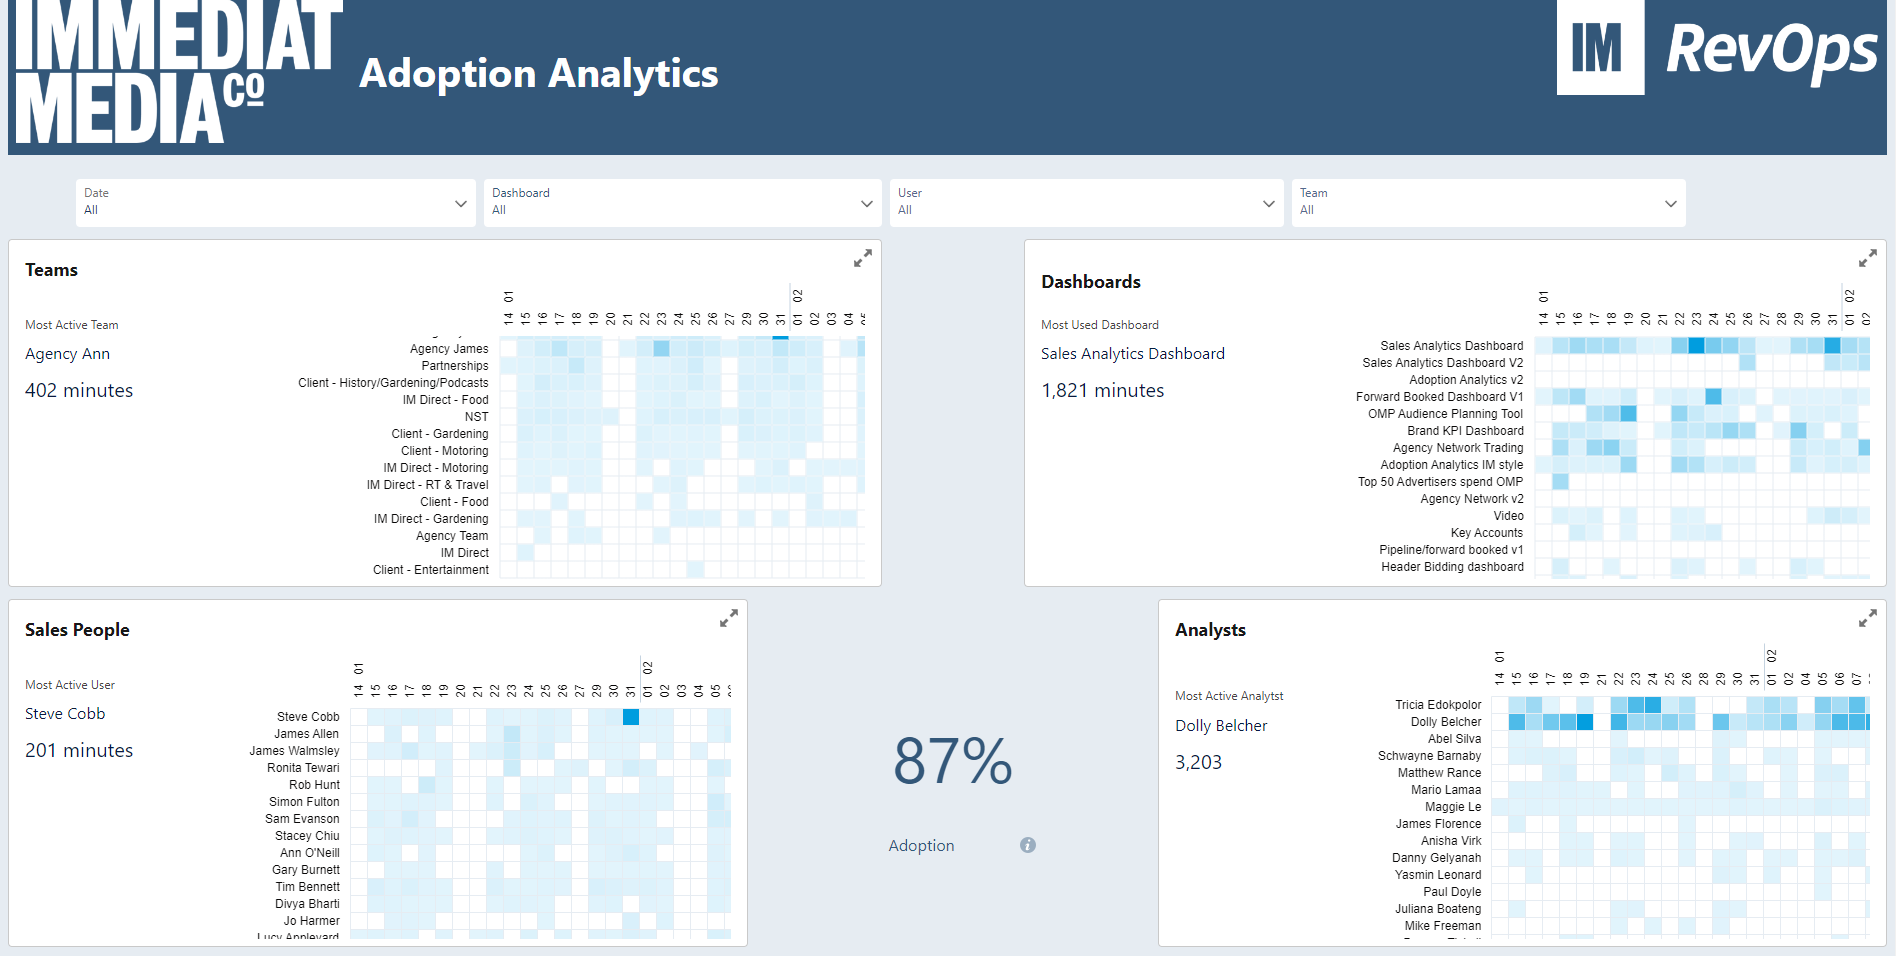 IMMEDIAT
MEDIA CO
Adoption Analytics
IM
RevOps
Date
All
Dashboard
All
User
All
Team
All
Teams
Most Active Team
Agency Ann
402 minutes
01 02
14 15 16 17 18 19 20 21 22 23 24 25 26 27 29 30 31 01 02 03 04
Agency James
Partnerships
Client - History/Gardening/Podcasts
IM Direct - Food
NST
Client - Gardening
Client - Motoring
IM Direct - Motoring
IM Direct - RT & Travel
Client - Food
IM Direct - Gardening
Agency Team
IM Direct
Client - Entertainment
Dashboards
Most Used Dashboard
Sales Analytics Dashboard
1,821 minutes
01 02
14 15 16 17 18 19 20 21 22 23 24 25 26 27 28 29 30 31 01 02
Sales Analytics Dashboard
Sales Analytics Dashboard V2
Adoption Analytics v2
Forward Booked Dashboard V1
OMP Audience Planning Tool
Brand KPI Dashboard
Agency Network Trading
Adoption Analytics IM style
Top 50 Advertisers spend OMP
Agency Network v2
Video
Key Accounts
Pipeline/forward booked v1
Header Bidding dashboard
Sales People
Most Active User
Steve Cobb
201 minutes
01 02
14 15 16 17 18 19 20 21 22 23 24 25 26 27 29 30 31 01 02 03 04 05
Steve Cobb
James Allen
James Walmsley
Ronita Tewari
Rob Hunt
Simon Fulton
Sam Evanson
Stacey Chiu
Ann O'Neill
Gary Burnett
Tim Bennett
Divya Bharti
Jo Harmer
Lucy Appleyard
87%
Adoption
Analysts
Most Active Analytst
Dolly Belcher
3,203
01 02
14 15 16 17 18 19 21 22 23 24 25 26 28 29 30 31 01 02 04 05 06 07
Tricia Edokpolor
Dolly Belcher
Abel Silva
Schwayne Barnaby
Matthew Rance
Mario Lamaa
Maggie Le
James Florence
Anisha Virk
Danny Gelyanah
Yasmin Leonard
Paul Doyle
Juliana Boateng
Mike Freeman